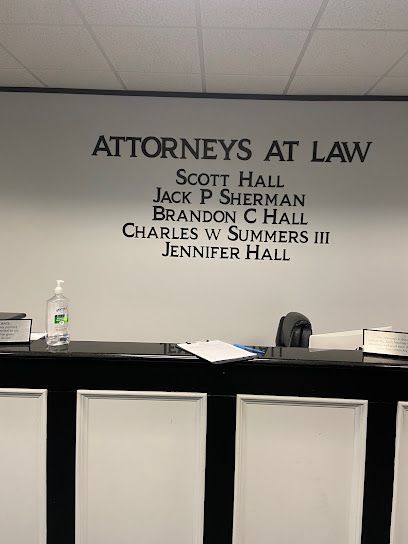 ATTORNEYS AT LAW
SCOTT HALL
JACK P SHERMAN
BRANDON C HALL
CHARLES W SUMMERS III
JENNIFER HALL